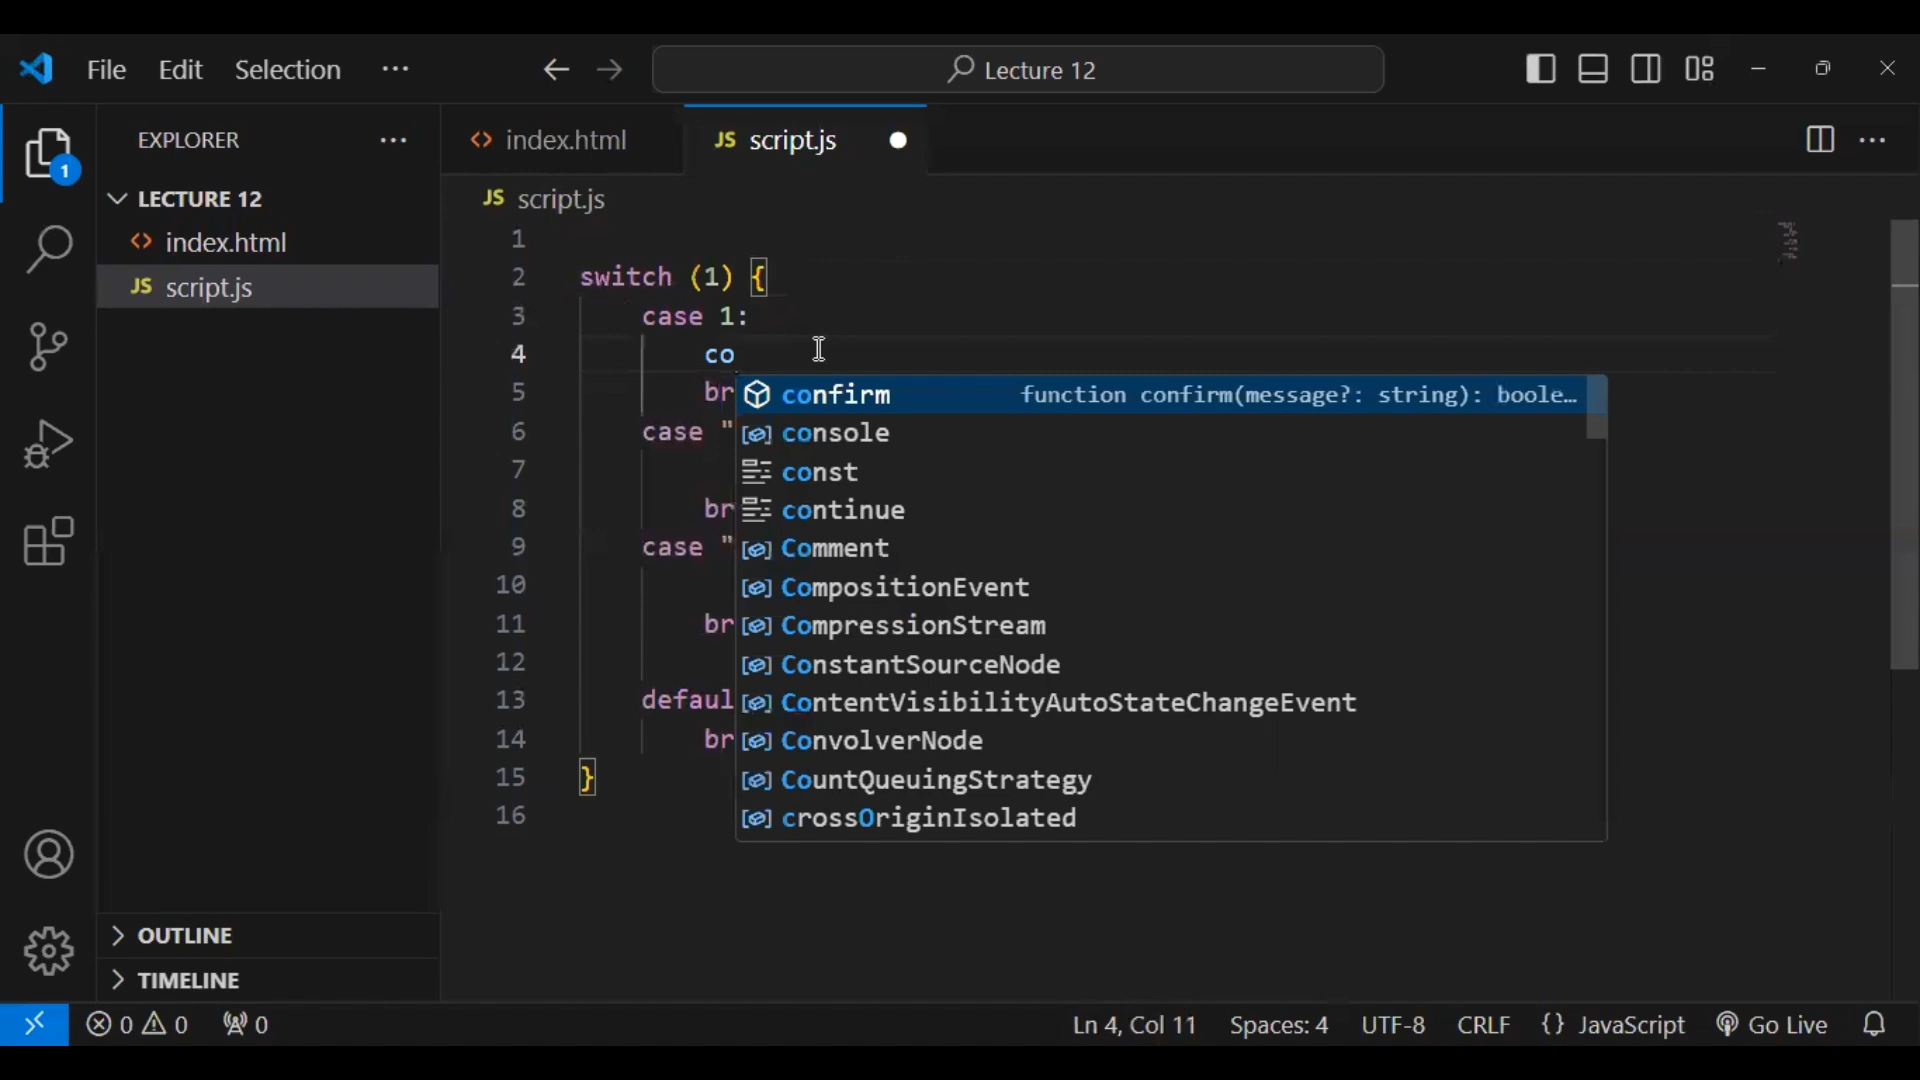 File Edit Selection ··· Lecture 12
EXPLORER ···
1
LECTURE 12
index.html
JS script.js
index.html JS script.js
JS script.js
1
2 switch (1) {
3 case 1:
4 co
5 br
6 case "
7
8 br
9 case "
10
11 br
12
13 defaul
14 br
15 }
16
confirm function confirm(message?: string): boole…
console
const
continue
Comment
CompositionEvent
CompressionStream
ConstantSourceNode
ContentVisibilityAutoStateChangeEvent
ConvolverNode
CountQueuingStrategy
crossOriginIsolated
OUTLINE
TIMELINE
0 0 0 Ln 4, Col 11 Spaces: 4 UTF-8 CRLF {} JavaScript Go Live